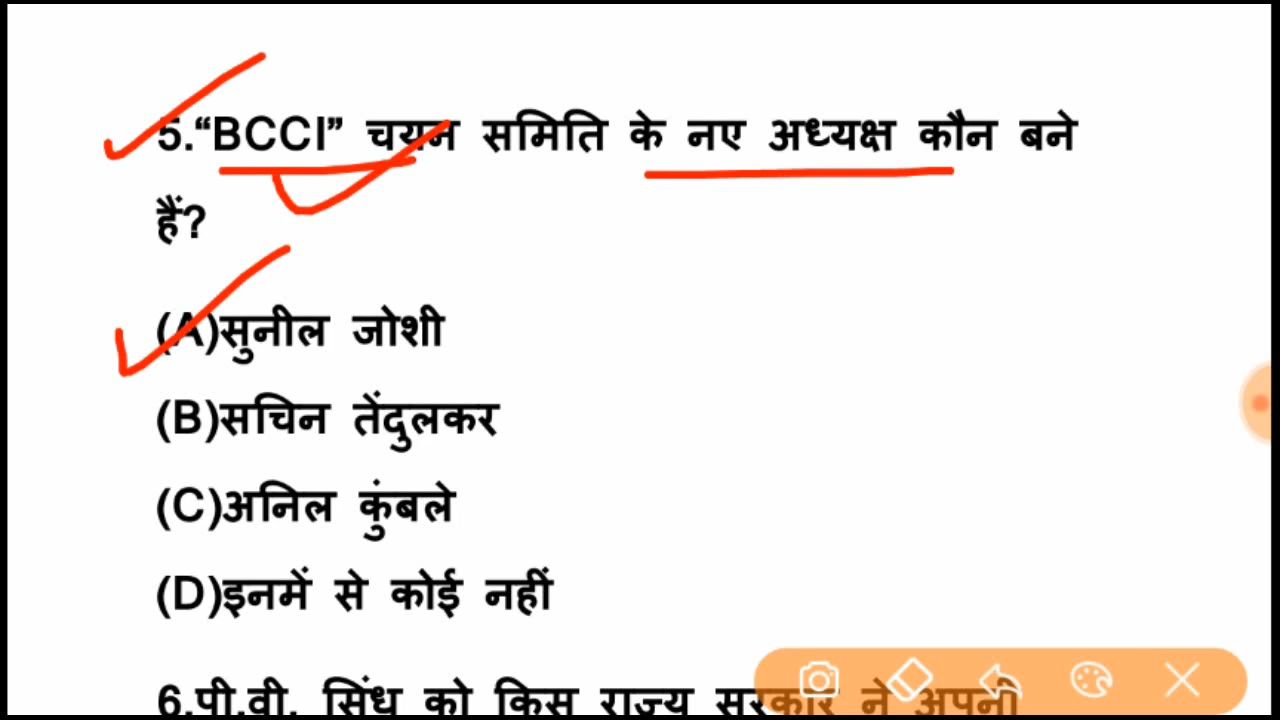 5.“BCCI” चयन समिति के नए अध्यक्ष कौन बने
हैं?
(A)सुनील जोशी
(B)सचिन तेंदुलकर
(C)अनिल कुंबले
(D)इनमें से कोई नहीं
6.पी.वी. सिंधु को किस राज्य सरकार ने अपनी